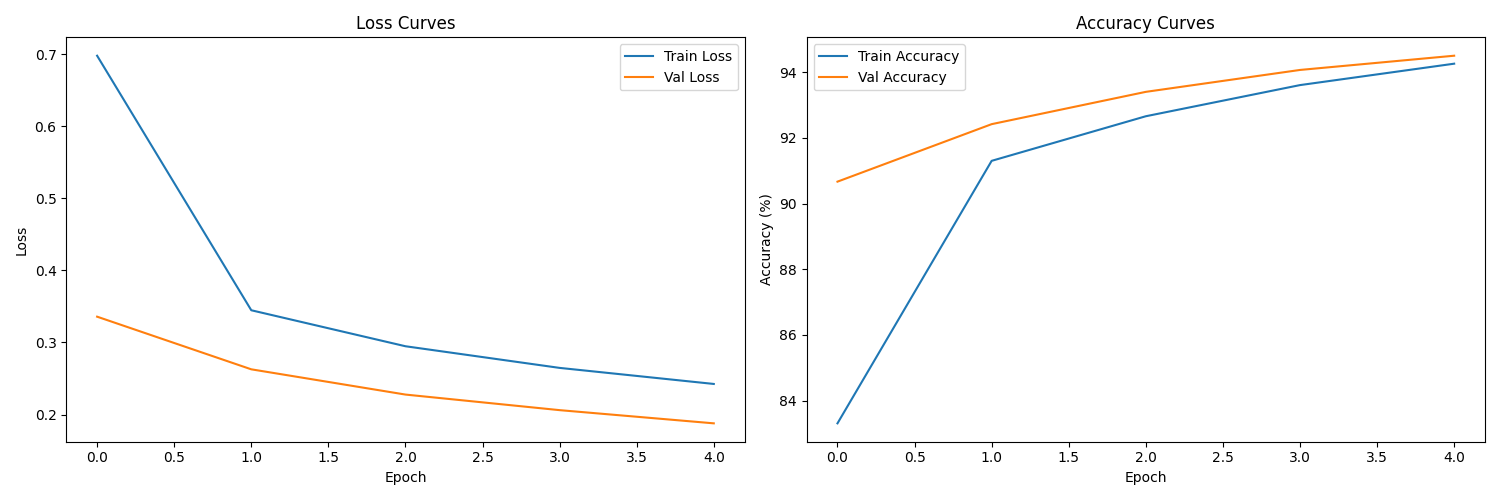 Loss Curves
Train Loss
Val Loss
0.7
0.6
0.5
0.4
0.3
0.2
Loss
0.0 0.5 1.0 1.5 2.0 2.5 3.0 3.5 4.0
Epoch
Accuracy Curves
Train Accuracy
Val Accuracy
94
92
90
88
86
84
Accuracy (%)
0.0 0.5 1.0 1.5 2.0 2.5 3.0 3.5 4.0
Epoch